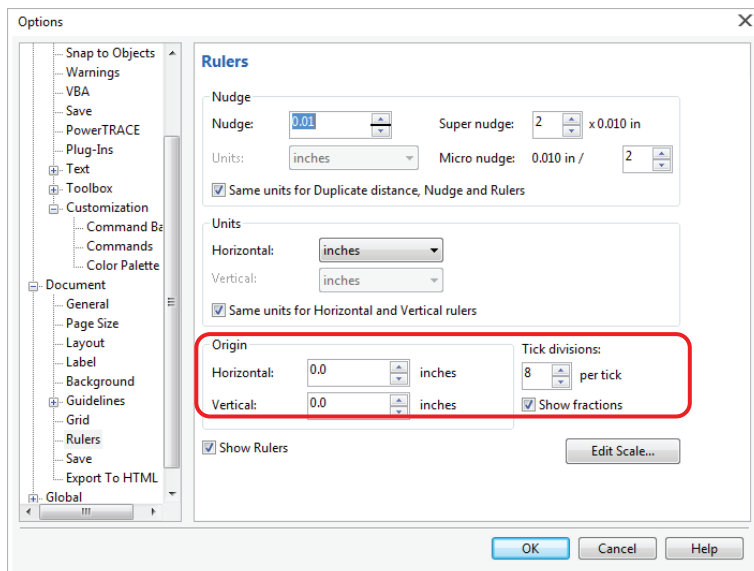 Options
Snap to Objects
Warnings
VBA
Save
PowerTRACE
Plug-Ins
Text
Toolbox
Customization
Command Ba
Commands
Color Palette
Document
General
Page Size
Layout
Label
Background
Guidelines
Grid
Rulers
Save
Export To HTML
Global
Rulers
Nudge
Nudge: 0.01 Super nudge: 2 x 0.010 in
Units: inches Micro nudge: 0.010 in / 2
Same units for Duplicate distance, Nudge and Rulers
Units
Horizontal: inches
Vertical: inches
Same units for Horizontal and Vertical rulers
Origin Tick divisions:
Horizontal: 0.0 inches 8 per tick
Vertical: 0.0 inches Show fractions
Show Rulers Edit Scale...
OK Cancel Help